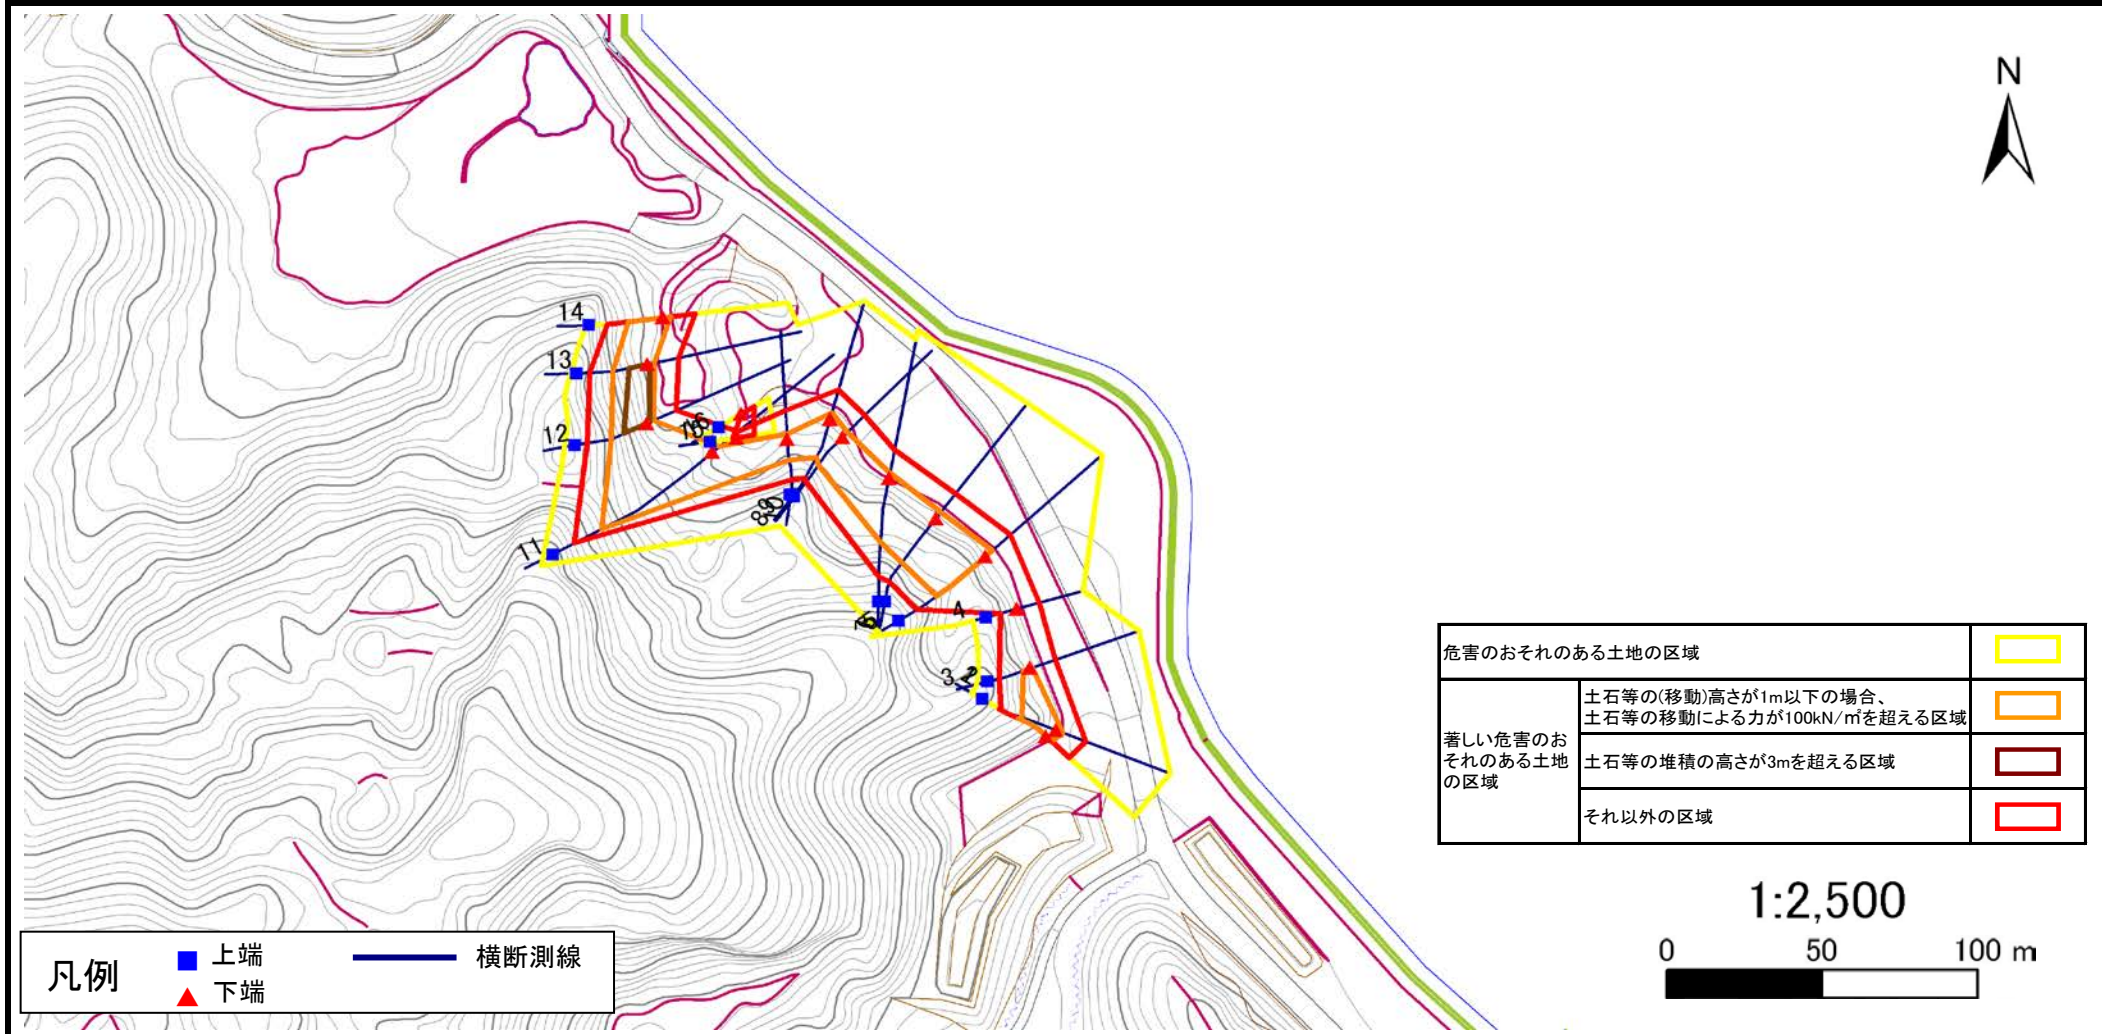 N
14
13
12
11
4
3
危害のおそれのある土地の区域
著しい危害のお
それのある土地
の区域
土石等の(移動)高さが1m以下の場合、
土石等の移動による力が100kN/㎡を超える区域
土石等の堆積の高さが3mを超える区域
それ以外の区域
1:2,500
0 50 100 m
凡例
上端
下端
横断測線